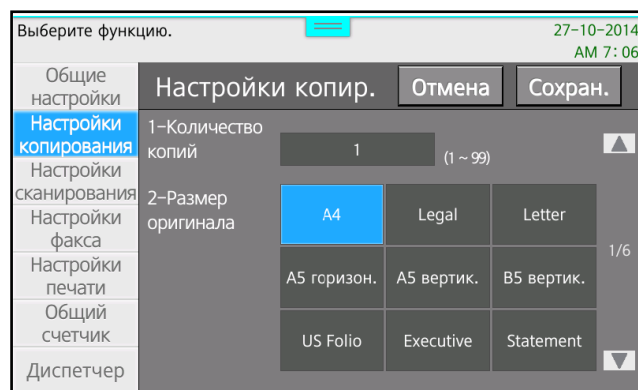 Выберите функцию.
27-10-2014
AM 7:06
Общие
настройки
Настройки
копирования
Настройки
сканирования
Настройки
факса
Настройки
печати
Общий
счетчик
Диспетчер
Настройки копир.
Отмена
Сохран.
1-Количество
копий
1
(1 ~ 99)
2-Размер
оригинала
A4
Legal
Letter
A5 горизон.
A5 вертик.
B5 вертик.
US Folio
Executive
Statement
1/6